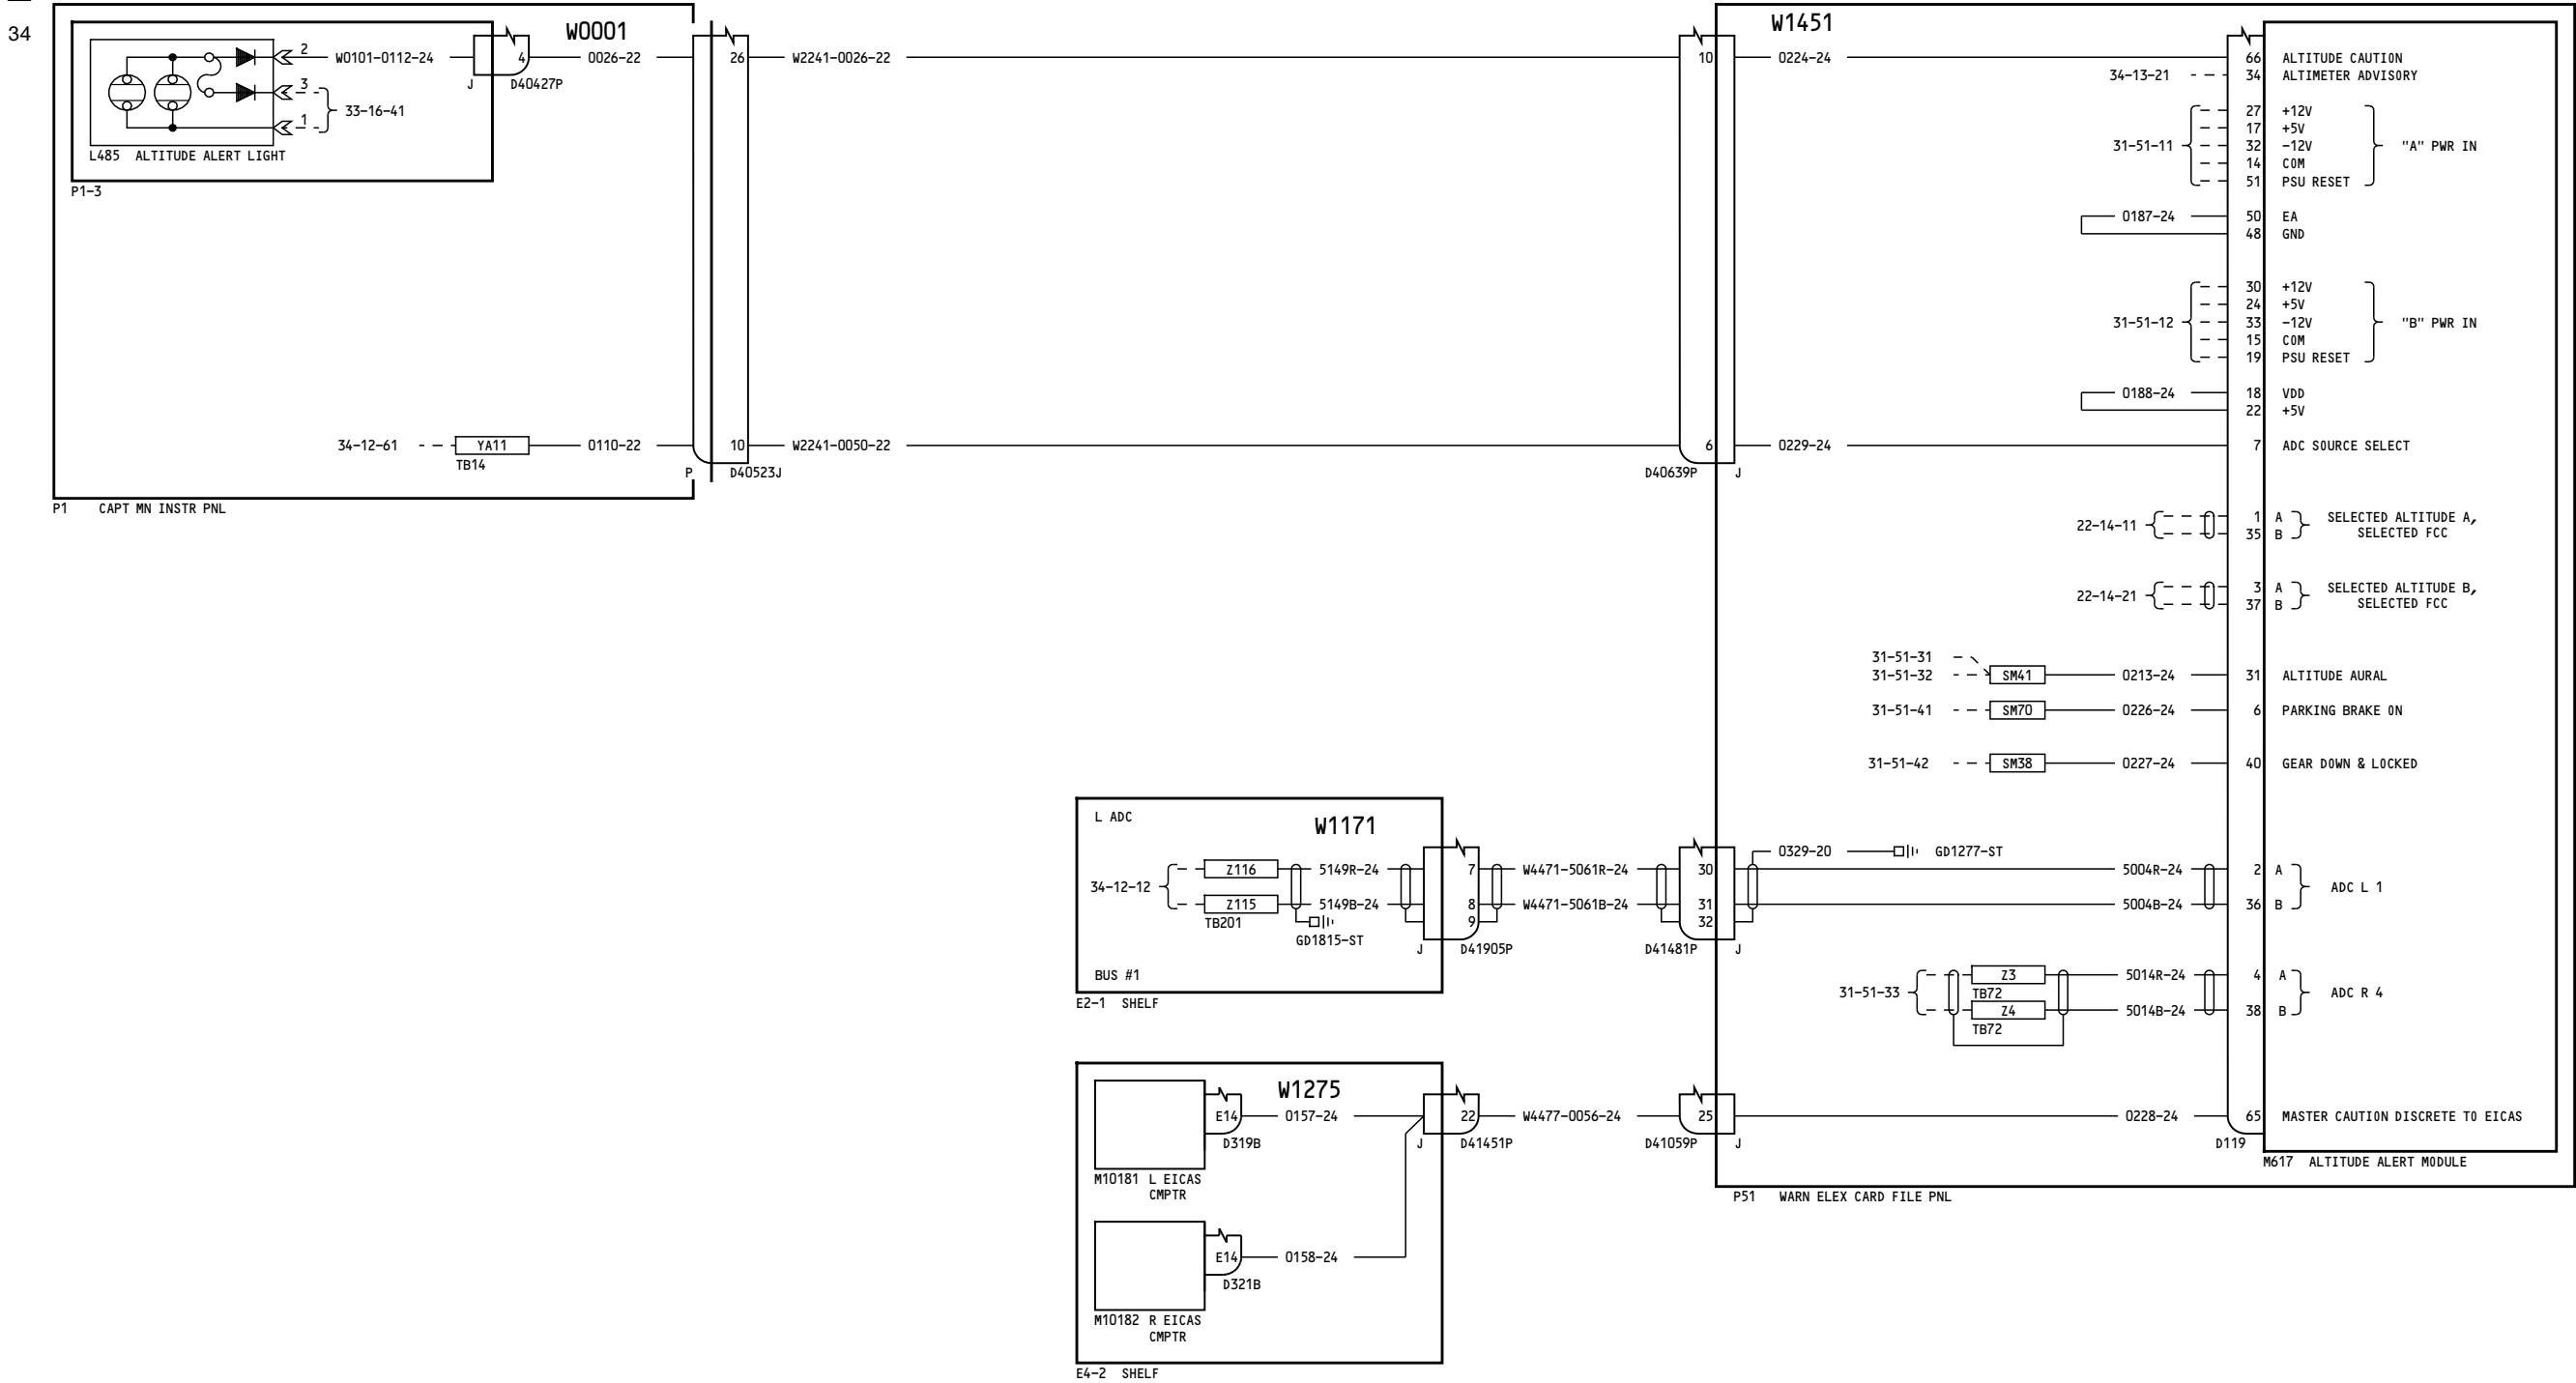 34
W0001
2 W0101-0112-24 4 0026-22 26 W2241-0026-22
J D40427P
3
33-16-41
1
L485 ALTITUDE ALERT LIGHT
P1-3
34-12-61 YA11 0110-22 10 W2241-0050-22
TB14
P D40523J
P1 CAPT MN INSTR PNL
W1451
10 0224-24 66 ALTITUDE CAUTION
34-13-21 34 ALTIMETER ADVISORY
27 +12V
17 +5V
31-51-11 32 -12V "A" PWR IN
14 COM
51 PSU RESET
0187-24 50 EA
48 GND
30 +12V
24 +5V
31-51-12 33 -12V "B" PWR IN
15 COM
19 PSU RESET
0188-24 18 VDD
22 +5V
6 0229-24 7 ADC SOURCE SELECT
D40639P J
22-14-11 1 A SELECTED ALTITUDE A,
35 B SELECTED FCC
22-14-21 3 A SELECTED ALTITUDE B,
37 B SELECTED FCC
31-51-31
31-51-32 SM41 0213-24 31 ALTITUDE AURAL
31-51-41 SM70 0226-24 6 PARKING BRAKE ON
31-51-42 SM38 0227-24 40 GEAR DOWN & LOCKED
L ADC
W1171
0329-20 GD1277-ST
Z116 5149R-24 7 W4471-5061R-24 30 5004R-24 2 A
34-12-12 ADC L 1
Z115 5149B-24 8 W4471-5061B-24 31 5004B-24 36 B
TB201 9 32
GD1815-ST
J D41905P D41481P J
BUS #1
E2-1 SHELF
Z3 5014R-24 4 A
31-51-33 TB72 ADC R 4
Z4 5014B-24 38 B
TB72
W1275
E14 0157-24 22 W4477-0056-24 25 0228-24 65 MASTER CAUTION DISCRETE TO EICAS
D319B J D41451P D41059P J D119
M617 ALTITUDE ALERT MODULE
M10181 L EICAS
CMPTR
P51 WARN ELEX CARD FILE PNL
E14 0158-24
D321B
M10182 R EICAS
CMPTR
E4-2 SHELF